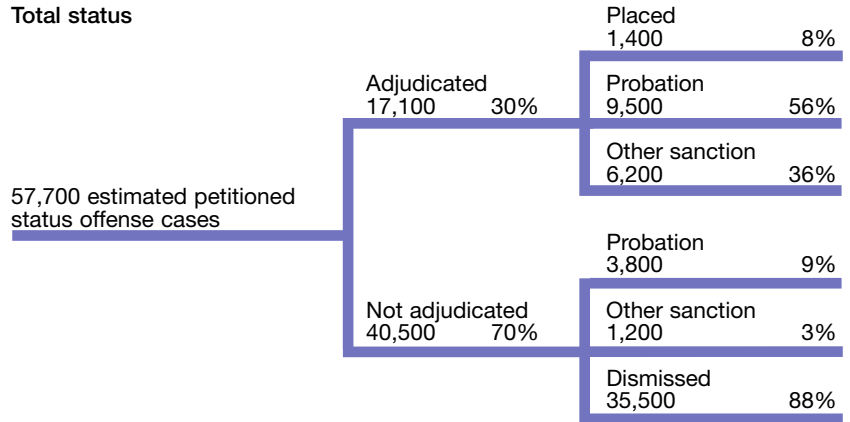 Total status
57,700 estimated petitioned
status offense cases
Adjudicated
17,100 30%
Placed
1,400 8%
Probation
9,500 56%
Other sanction
6,200 36%
Not adjudicated
40,500 70%
Probation
3,800 9%
Other sanction
1,200 3%
Dismissed
35,500 88%